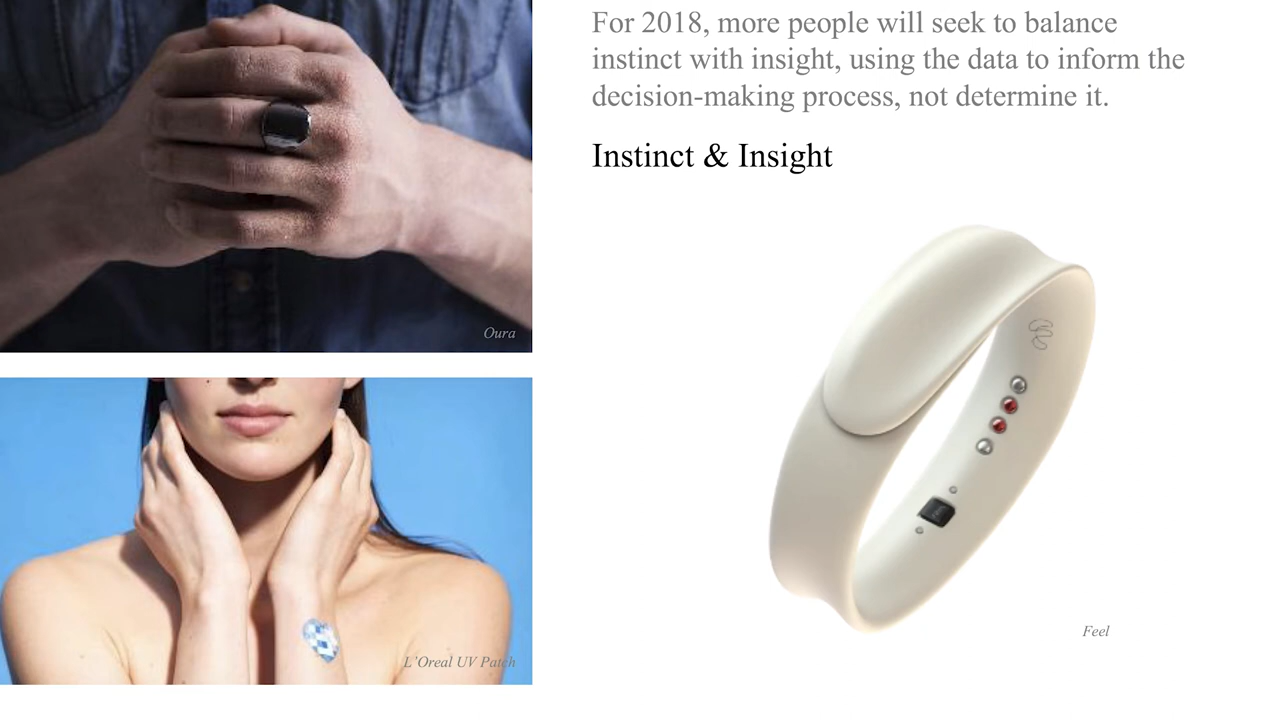 For 2018, more people will seek to balance
instinct with insight, using the data to inform the
decision-making process, not determine it.
Instinct & Insight
Oura
L'Oreal UV Patch
Feel